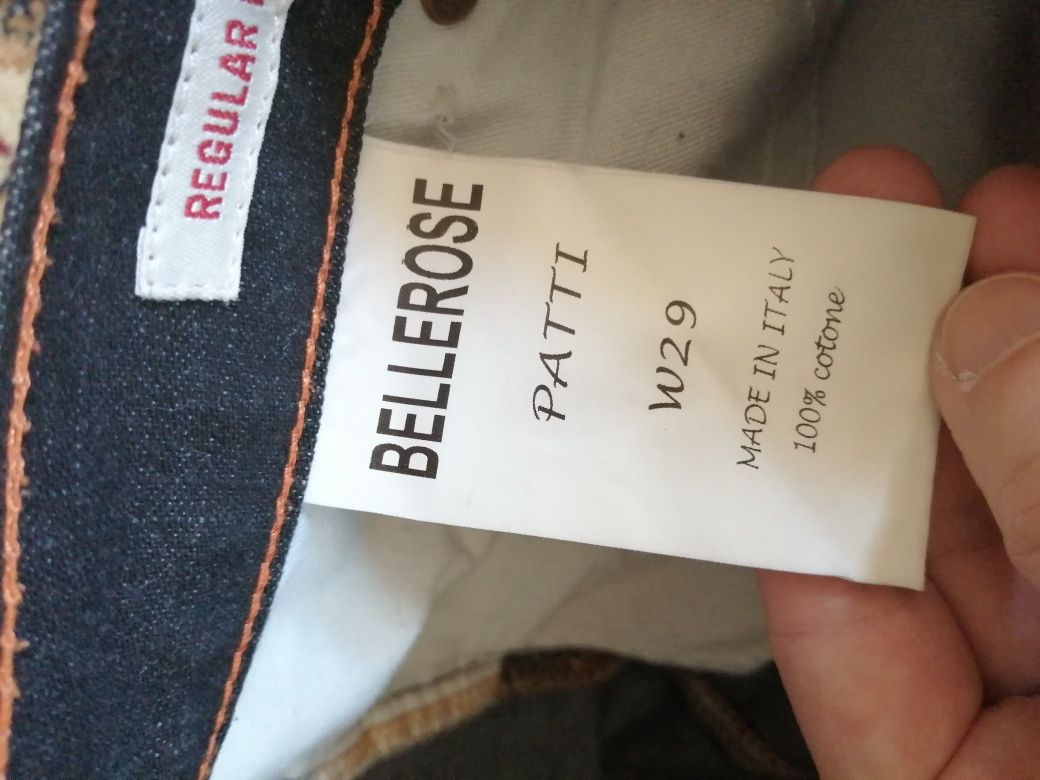 REGULAR
BELLEROSE
PATTI
W29
MADE IN ITALY
100% cotone